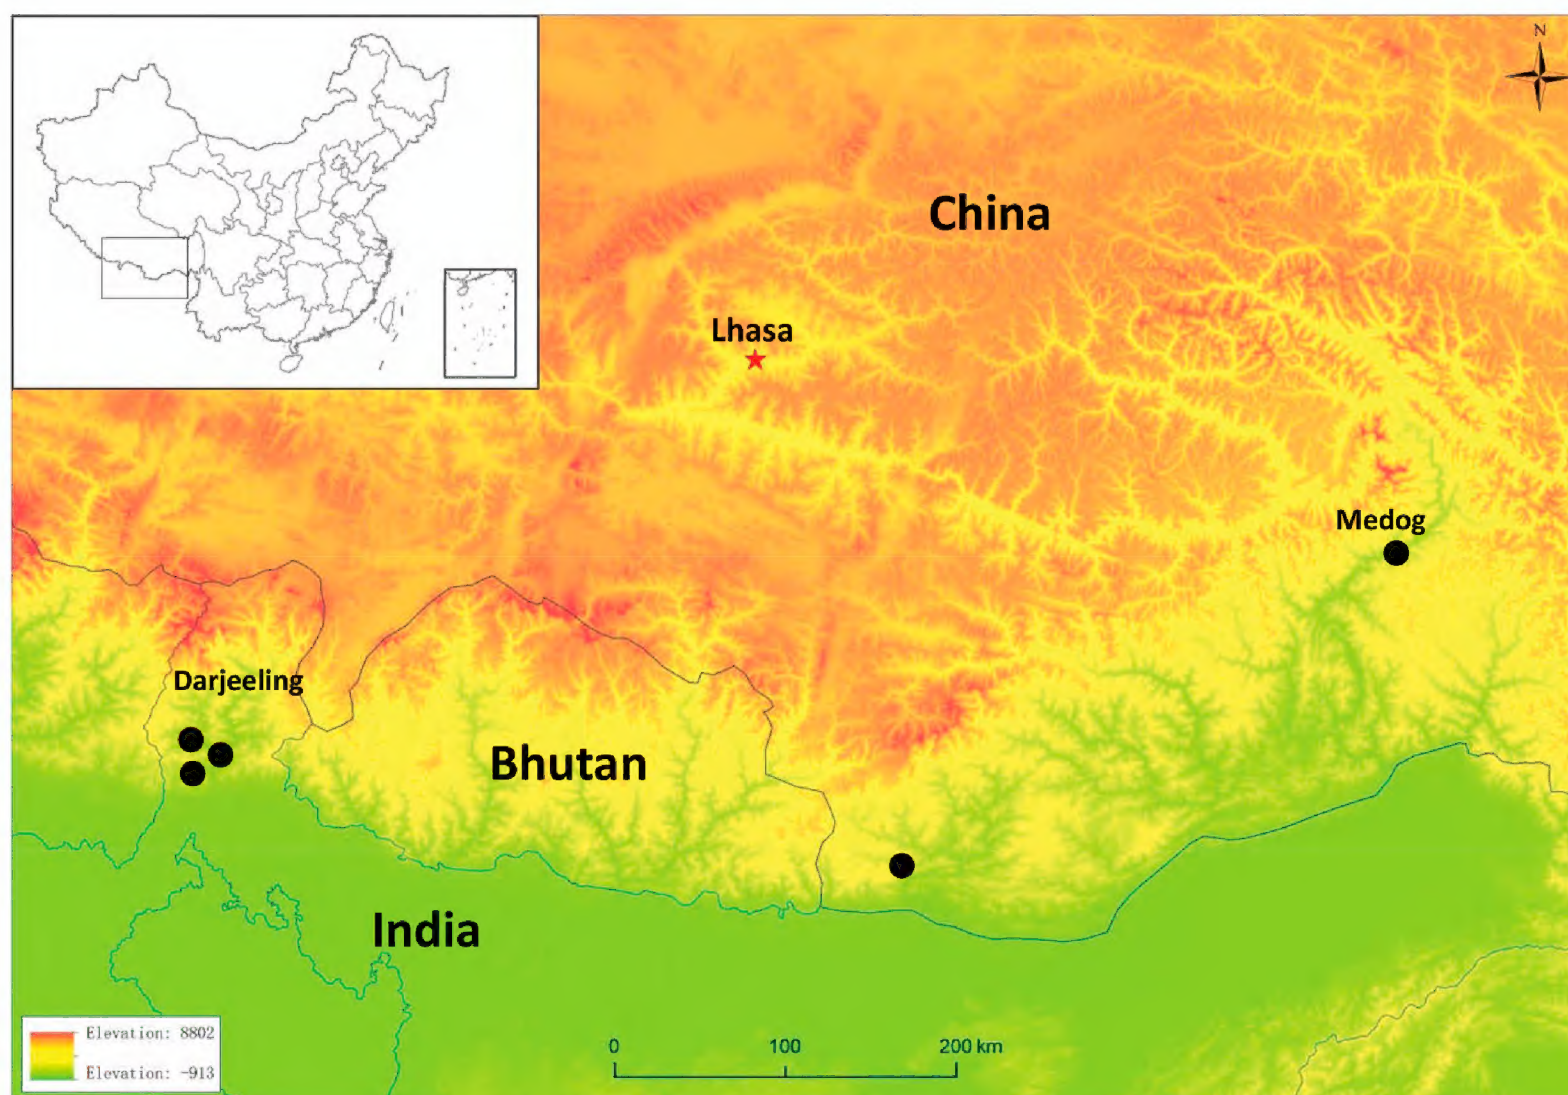 N
China
Lhasa
Medog
Darjeeling
Bhutan
India
Elevation: 8802
Elevation: -913
0 100 200 km